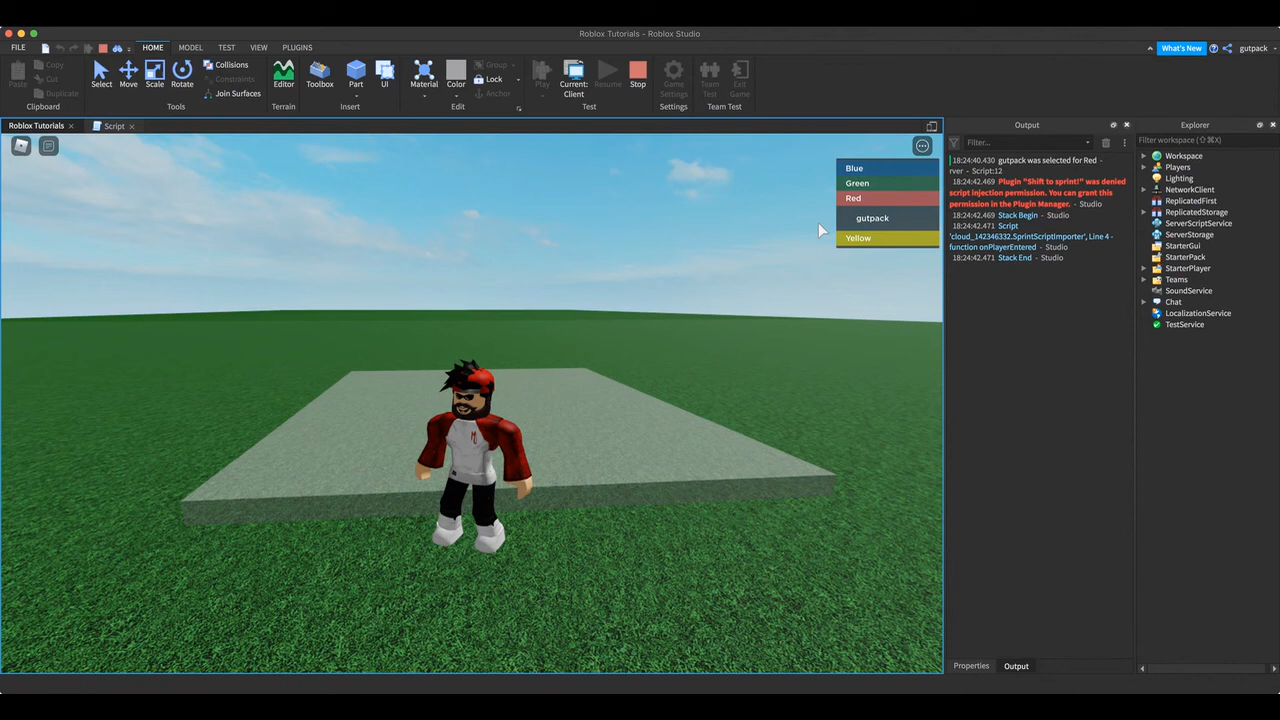 Roblox Tutorials - Roblox Studio
FILE HOME MODEL TEST VIEW PLUGINS What's New gutpack
Paste Copy Cut Duplicate Clipboard
Select Move Scale Rotate Collisions Constraints Join Surfaces Tools
Editor Terrain
Toolbox Part UI Insert
Material Color Group Lock Anchor Edit
Play Current: Client Resume Stop Test
Game Settings Settings
Team Test Exit Game Team Test
Roblox Tutorials Script
Blue
Green
Red
gutpack
Yellow
Output
Filter...
18:24:40.430 gutpack was selected for Red -
rver - Script:12
18:24:42.469 Plugin "Shift to sprint!" was denied
script injection permission. You can grant this
permission in the Plugin Manager. - Studio
18:24:42.469 Stack Begin - Studio
18:24:42.471 Script
'cloud_142346332.SprintScriptImporter', Line 4 -
function onPlayerEntered - Studio
18:24:42.471 Stack End - Studio
Properties Output
Explorer
Filter workspace (⇧⌘X)
Workspace
Players
Lighting
NetworkClient
ReplicatedFirst
ReplicatedStorage
ServerScriptService
ServerStorage
StarterGui
StarterPack
StarterPlayer
Teams
SoundService
Chat
LocalizationService
TestService